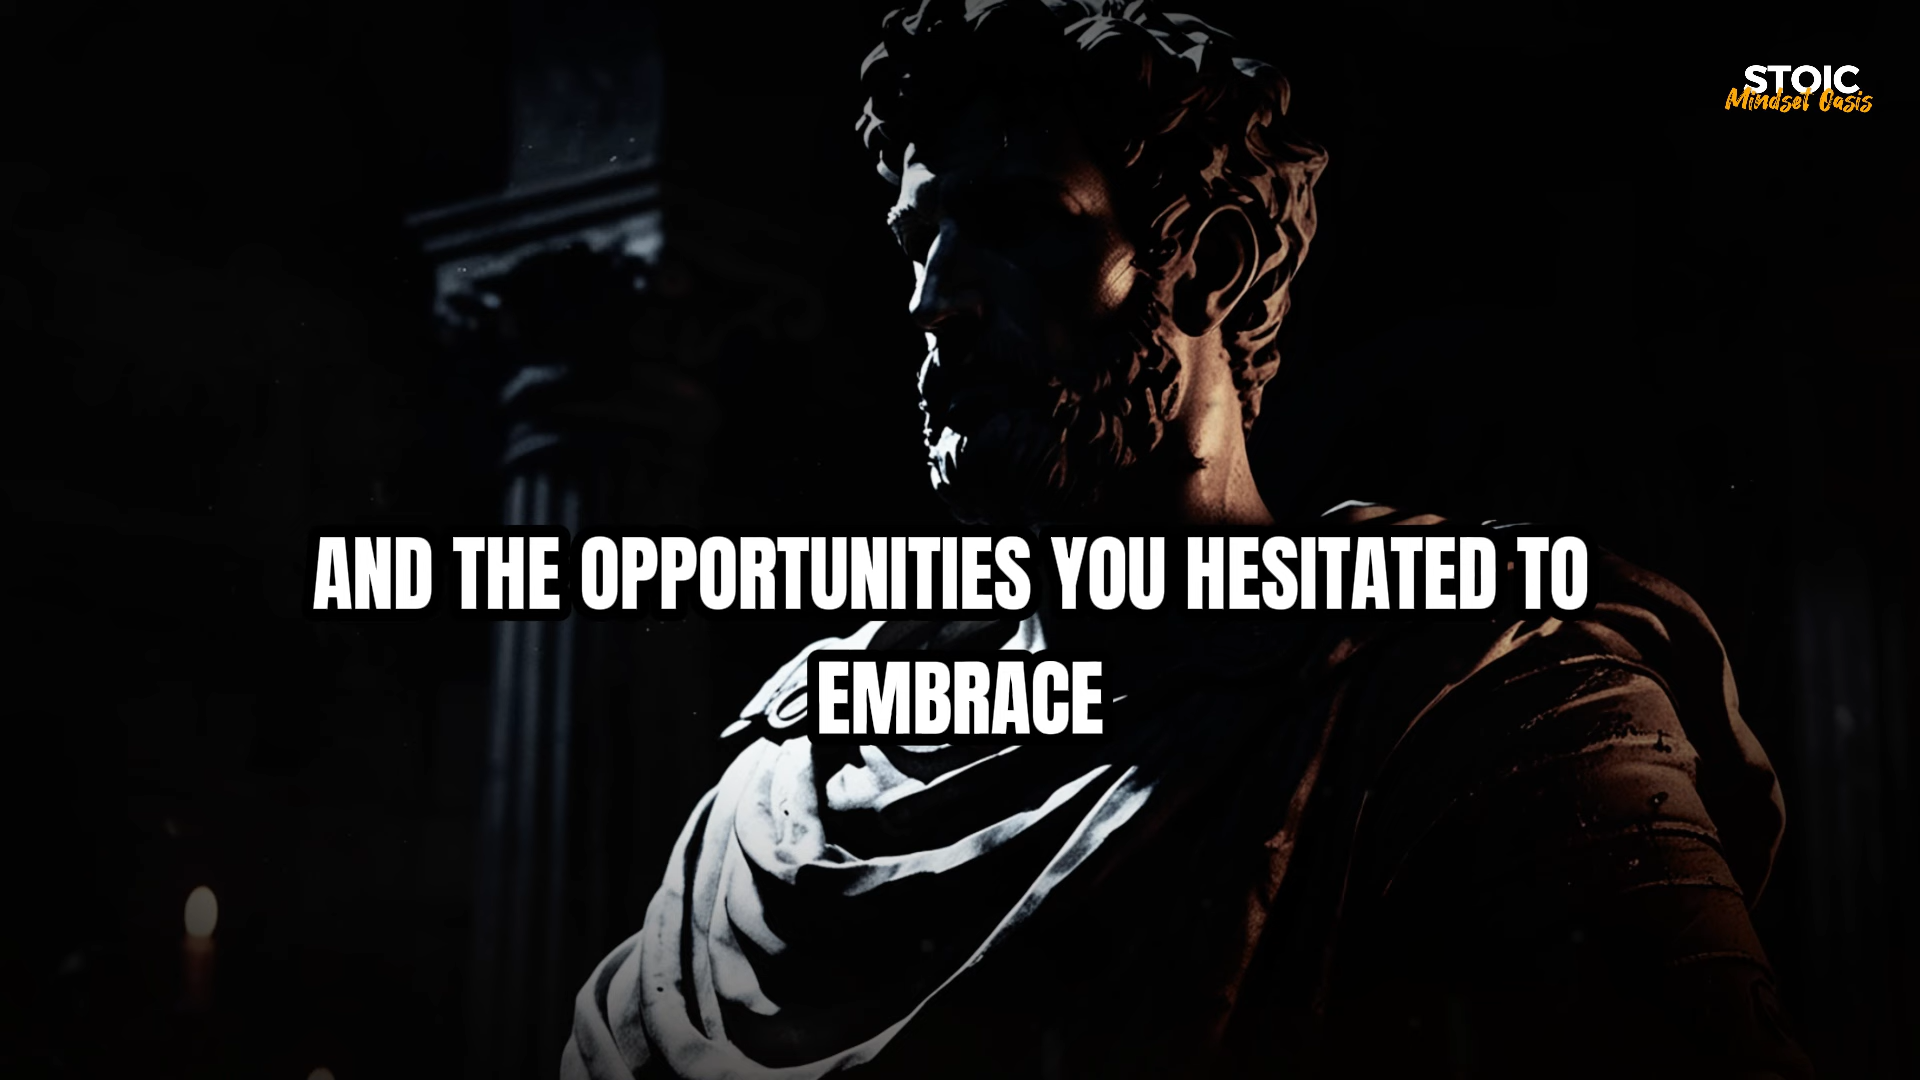 STOIC
Mindset Oasis
AND THE OPPORTUNITIES YOU HESITATED TO
EMBRACE